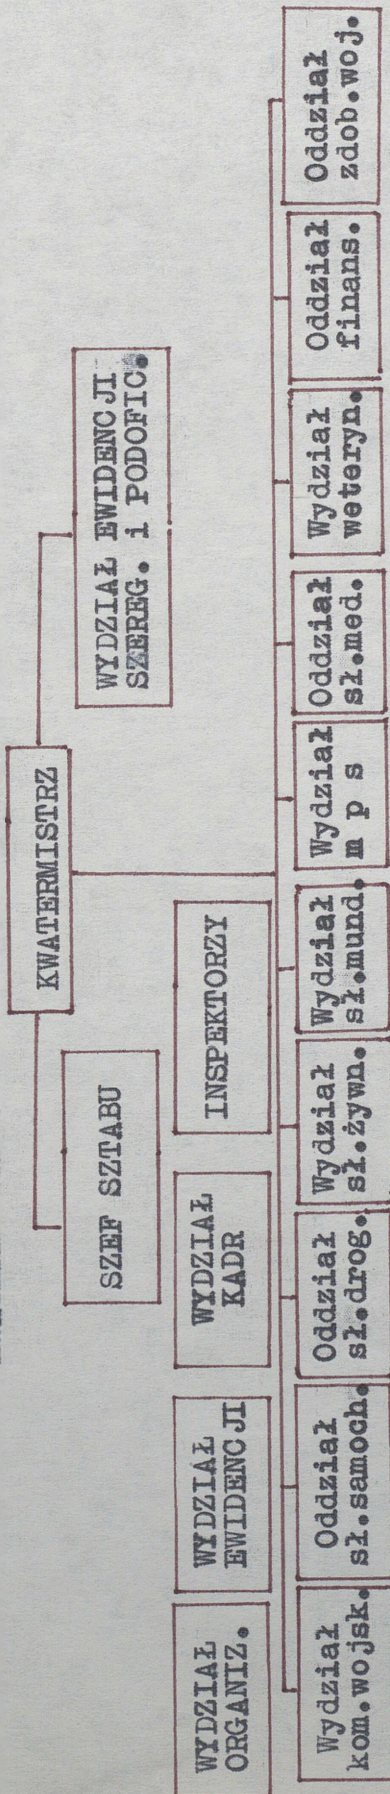 KWATERMISTRZ
SZEF SZTABU
WYDZIAŁ EWIDENCJI
SZEREG. i PODOFIC.
WYDZIAŁ
ORGANIZ.
WYDZIAŁ
EWIDENCJI
WYDZIAŁ
KADR
INSPEKTORZY
Wydział
kom.wojsk.
Oddział
sł.samoch.
Oddział
sł.drog.
Wydział
sł.żywn.
Wydział
sł.mund.
Wydział
m p s
Oddział
sł.med.
Wydział
weteryn.
Oddział
finans.
Oddział
zdob.woj.